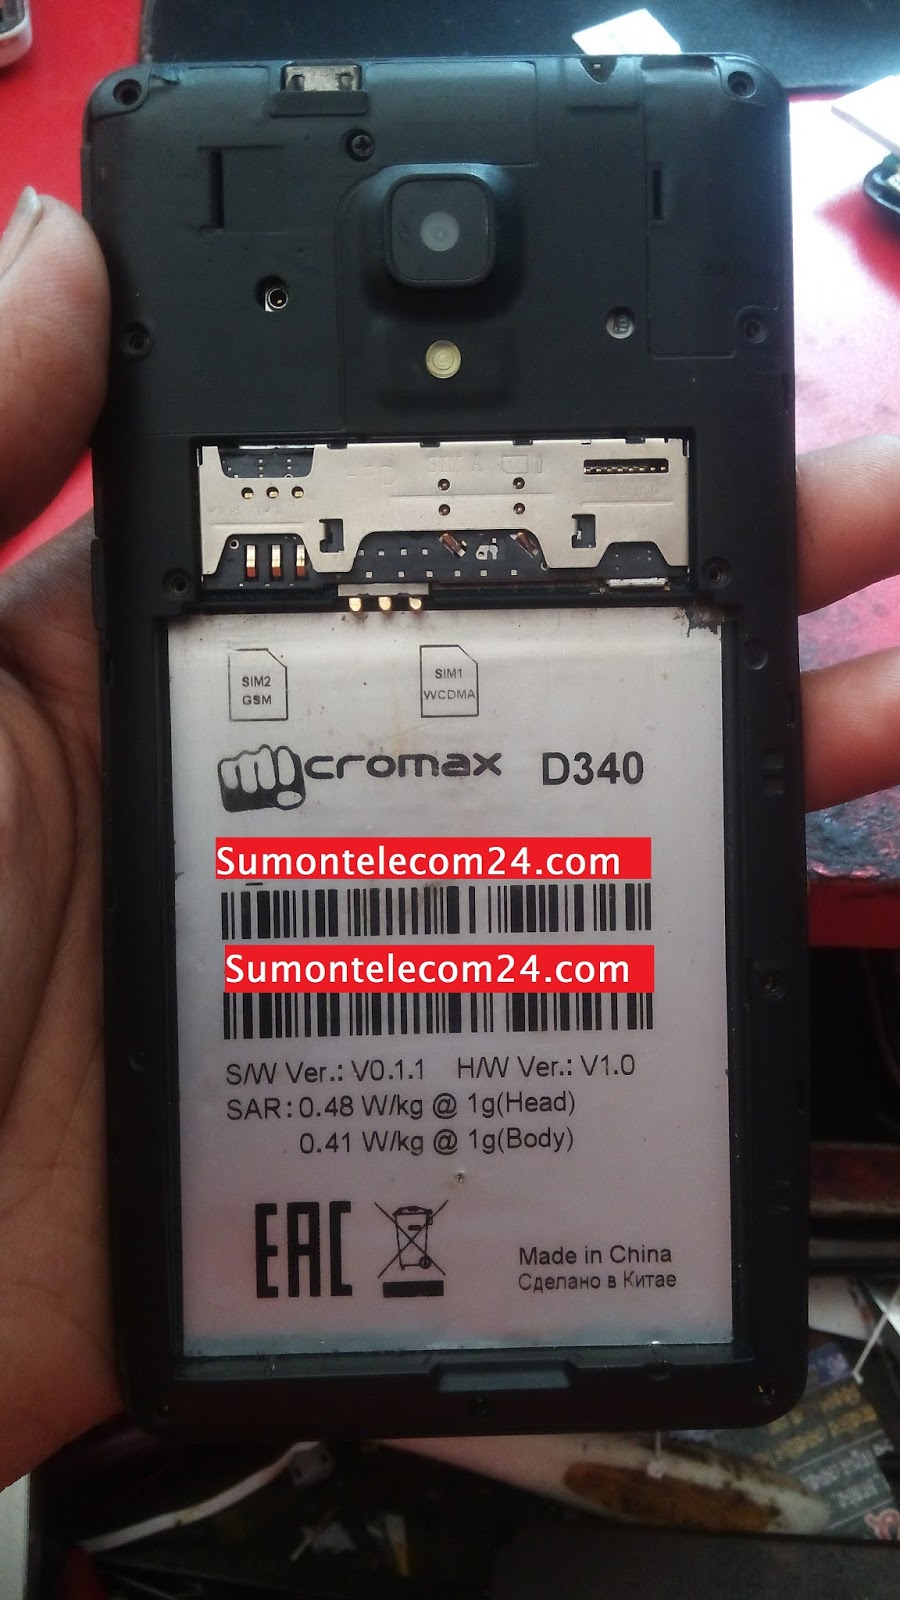 SIM2
GSM
SIM1
WCDMA
micromax D340
Sumontelecom24.com
Sumontelecom24.com
S/W Ver.: V0.1.1 H/W Ver.: V1.0
SAR: 0.48 W/kg @ 1g(Head)
0.41 W/kg @ 1g(Body)
EAC
Made in China
Сделано в Китае